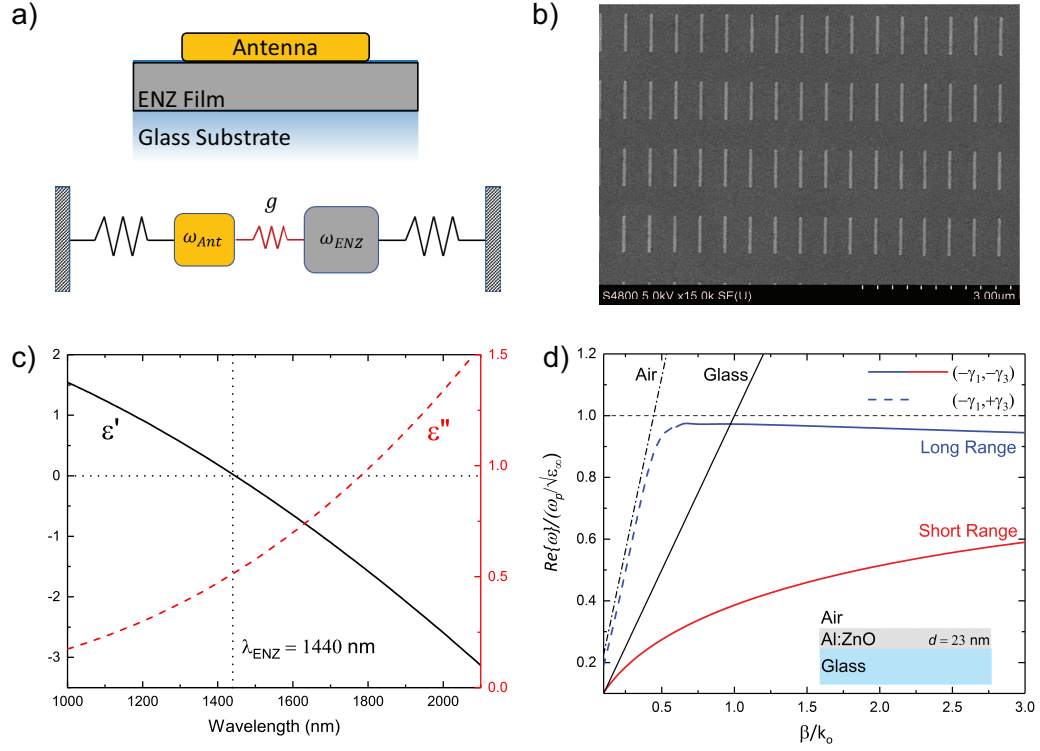 a)
Antenna
ENZ Film
Glass Substrate
g
ω_Ant
ω_ENZ
b)
S4800 5.0kV x15.0k SE(U)
3.00um
c)
2
1
0
-1
-2
-3
ε'
ε''
1.5
1.0
0.5
0.0
λ_ENZ = 1440 nm
1000 1200 1400 1600 1800 2000
Wavelength (nm)
d)
Re{ω}/(ω_p/√ε_∞)
1.2
1.0
0.8
0.6
0.4
0.2
Air
Glass
(−γ₁,−γ₃)
(−γ₁,+γ₃)
Long Range
Short Range
Air
Al:ZnO d = 23 nm
Glass
0.5 1.0 1.5 2.0 2.5 3.0
β/k_o